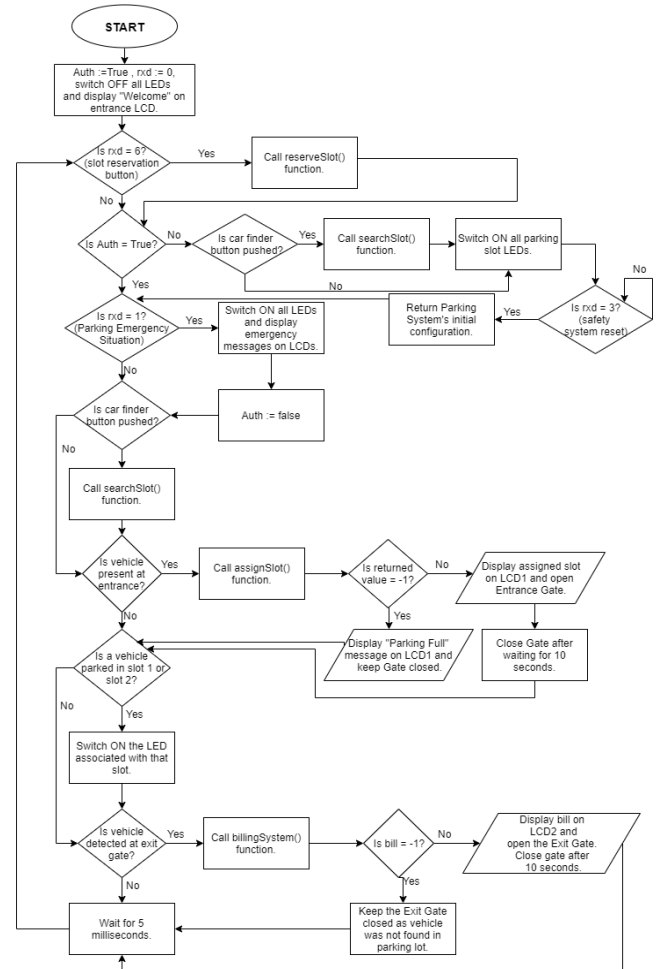 START
Auth :=True , rxd := 0,
switch OFF all LEDs
and display "Welcome" on
entrance LCD.
Is rxd = 6?
(slot reservation
button)
Yes
Call reserveSlot()
function.
No
Is Auth = True?
No
Is car finder
button pushed?
Yes
Call searchSlot()
function.
Switch ON all parking
slot LEDs.
No
No
Is rxd = 3?
(safety
system reset)
Yes
Return Parking
System's initial
configuration.
Yes
Is rxd = 1?
(Parking Emergency
Situation)
Yes
Switch ON all LEDs
and display
emergency
messages on LCDs.
No
Auth := false
Is car finder
button pushed?
No
Call searchSlot()
function.
Is vehicle
present at
entrance?
Yes
Call assignSlot()
function.
Is returned
value = -1?
No
Display assigned slot
on LCD1 and open
Entrance Gate.
Yes
Display "Parking Full"
message on LCD1 and
keep Gate closed.
Close Gate after
waiting for 10
seconds.
No
Is a vehicle
parked in slot 1 or
slot 2?
No
Yes
Switch ON the LED
associated with that
slot.
Is vehicle
detected at exit
gate?
Yes
Call billingSystem()
function.
Is bill = -1?
No
Display bill on
LCD2 and
open the Exit Gate.
Close gate after
10 seconds.
Yes
Keep the Exit Gate
closed as vehicle
was not found in
parking lot.
No
Wait for 5
milliseconds.